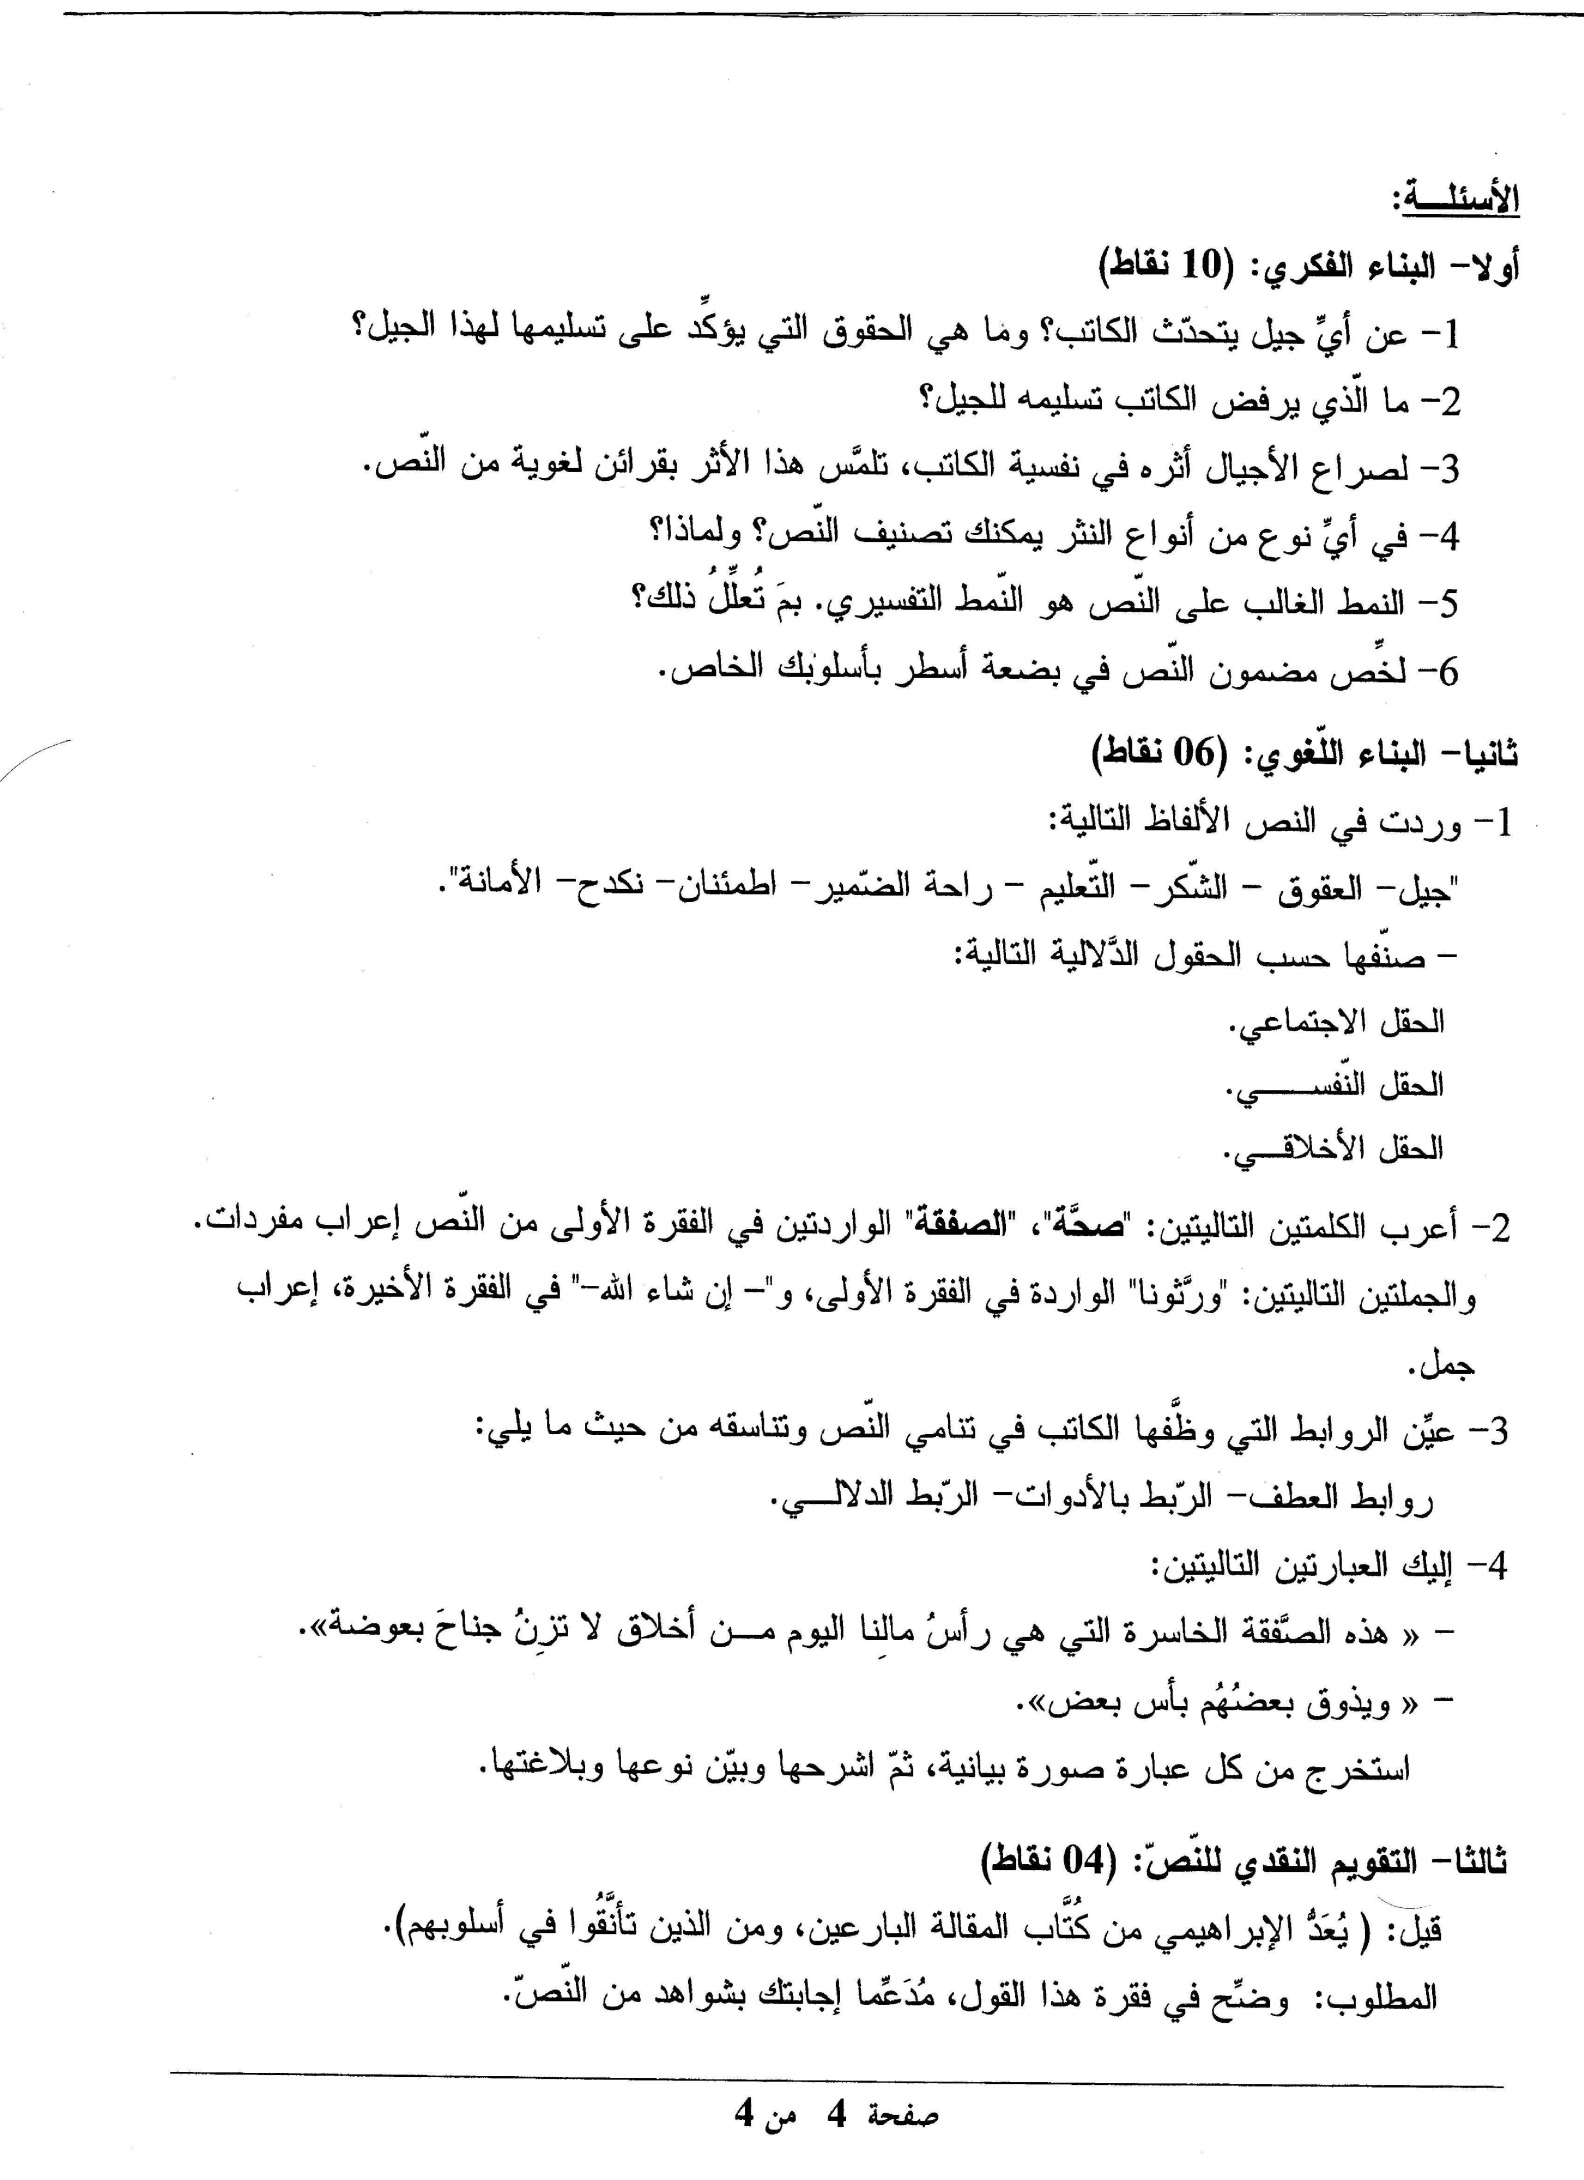 الأسئلـــة:
أولا- البناء الفكري: (10 نقاط)
1- عن أيِّ جيل يتحدّث الكاتب؟ وما هي الحقوق التي يؤكِّد على تسليمها لهذا الجيل؟
2- ما الّذي يرفض الكاتب تسليمه للجيل؟
3- لصراع الأجيال أثره في نفسية الكاتب، تلمَّس هذا الأثر بقرائن لغوية من النّص.
4- في أيِّ نوع من أنواع النثر يمكنك تصنيف النّص؟ ولماذا؟
5- النمط الغالب على النّص هو النّمط التفسيري. بمَ تُعلِّلُ ذلك؟
6- لخِّص مضمون النّص في بضعة أسطر بأسلوبك الخاص.
ثانيا- البناء اللّغوي: (06 نقاط)
1- وردت في النص الألفاظ التالية:
"جيل- العقوق - الشّكر- التّعليم - راحة الضّمير- اطمئنان- نكدح- الأمانة".
- صنّفها حسب الحقول الدَّلالية التالية:
الحقل الاجتماعي.
الحقل النّفســـــي.
الحقل الأخلاقـــي.
2- أعرب الكلمتين التاليتين: "صحَّة"، "الصفقة" الواردتين في الفقرة الأولى من النّص إعراب مفردات.
والجملتين التاليتين: "ورَّثونا" الواردة في الفقرة الأولى، و"- إن شاء الله-" في الفقرة الأخيرة، إعراب
جمل.
3- عيِّن الروابط التي وظَّفها الكاتب في تنامي النّص وتناسقه من حيث ما يلي:
روابط العطف- الرّبط بالأدوات- الرّبط الدلالـــي.
4- إليك العبارتين التاليتين:
- « هذه الصَّفقة الخاسرة التي هي رأسُ مالِنا اليوم مـــن أخلاق لا تزِنُ جناحَ بعوضة».
- « ويذوق بعضُهُم بأس بعض».
استخرج من كل عبارة صورة بيانية، ثمّ اشرحها وبيّن نوعها وبلاغتها.
ثالثا- التقويم النقدي للنّصّ: (04 نقاط)
قيل: ( يُعَدُّ الإبراهيمي من كُتَّاب المقالة البارعين، ومن الذين تأنَّقُوا في أسلوبهم).
المطلوب: وضِّح في فقرة هذا القول، مُدَعِّما إجابتك بشواهد من النّصّ.
صفحة 4 من 4